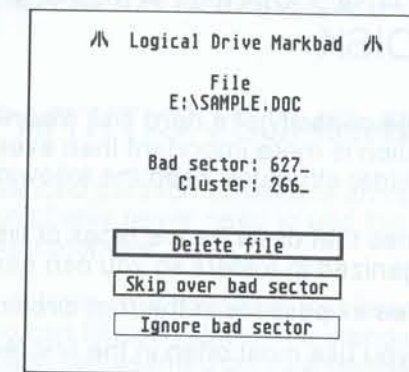 Logical Drive Markbad
File
E:\SAMPLE.DOC
Bad sector: 627_
Cluster: 266_
Delete file
Skip over bad sector
Ignore bad sector